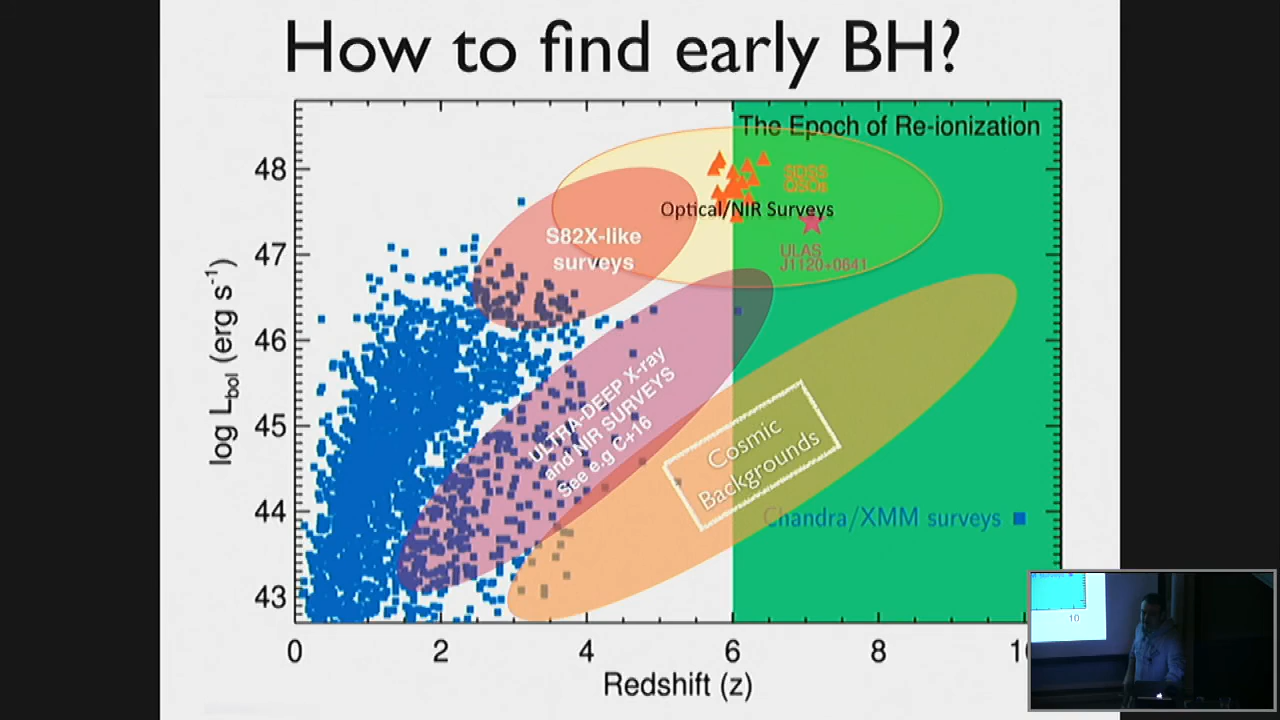 How to find early BH?
The Epoch of Re-ionization
48
47
46
45
44
43
log Lbol (erg s-1)
SDSS
QSOs
Optical/NIR Surveys
S82X-like
surveys
ULAS
J1120+0641
ULTRA-DEEP X-ray
and NIR SURVEYS
See e.g C+16
Cosmic
Backgrounds
Chandra/XMM surveys
0 2 4 6 8
Redshift (z)
10